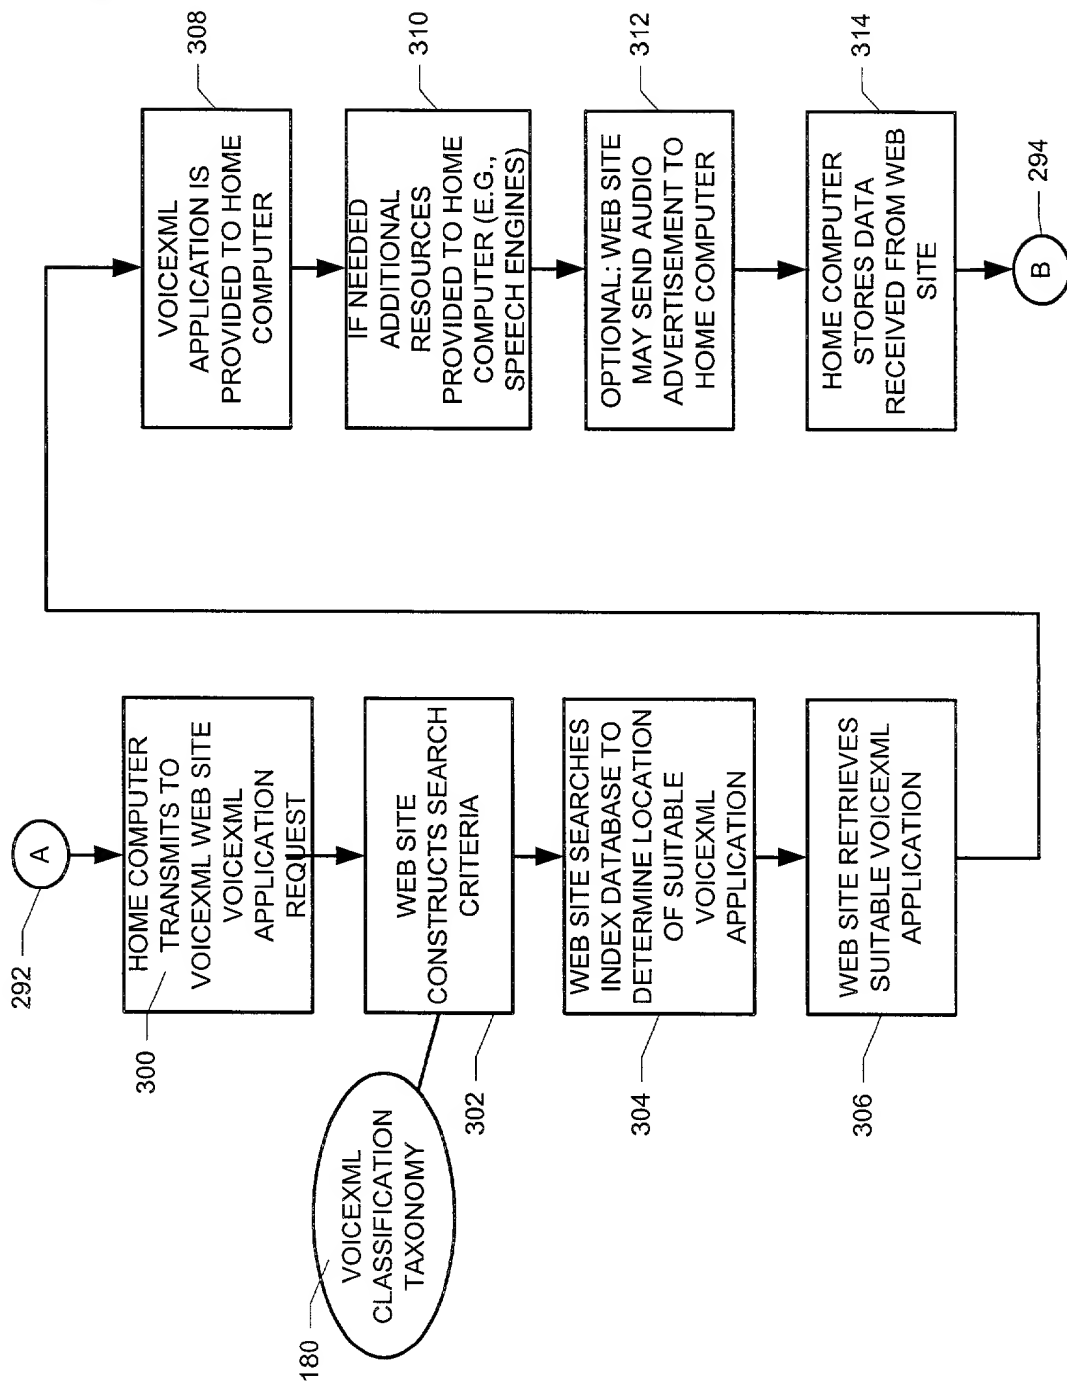 A
292
HOME COMPUTER
TRANSMITS TO
VOICEXML WEB SITE
VOICEXML
APPLICATION
REQUEST
300
WEB SITE
CONSTRUCTS SEARCH
CRITERIA
302
VOICEXML
CLASSIFICATION
TAXONOMY
180
WEB SITE SEARCHES
INDEX DATABASE TO
DETERMINE LOCATION
OF SUITABLE
VOICEXML
APPLICATION
304
WEB SITE RETRIEVES
SUITABLE VOICEXML
APPLICATION
306
VOICEXML
APPLICATION IS
PROVIDED TO HOME
COMPUTER
308
IF NEEDED
ADDITIONAL
RESOURCES
PROVIDED TO HOME
COMPUTER (E.G.,
SPEECH ENGINES)
310
OPTIONAL: WEB SITE
MAY SEND AUDIO
ADVERTISEMENT TO
HOME COMPUTER
312
HOME COMPUTER
STORES DATA
RECEIVED FROM WEB
SITE
314
B
294